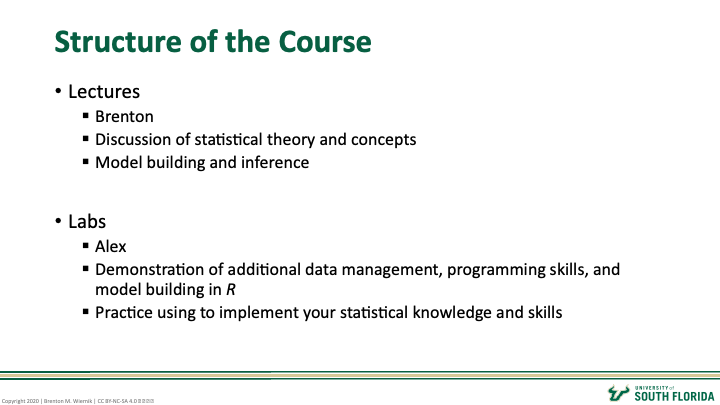 Structure of the Course
• Lectures
▪ Brenton
▪ Discussion of statistical theory and concepts
▪ Model building and inference
• Labs
▪ Alex
▪ Demonstration of additional data management, programming skills, and
model building in R
▪ Practice using to implement your statistical knowledge and skills
Copyright 2020 | Brenton M. Wiernik | CC BY-NC-SA 4.0
UNIVERSITY of
SOUTH FLORIDA